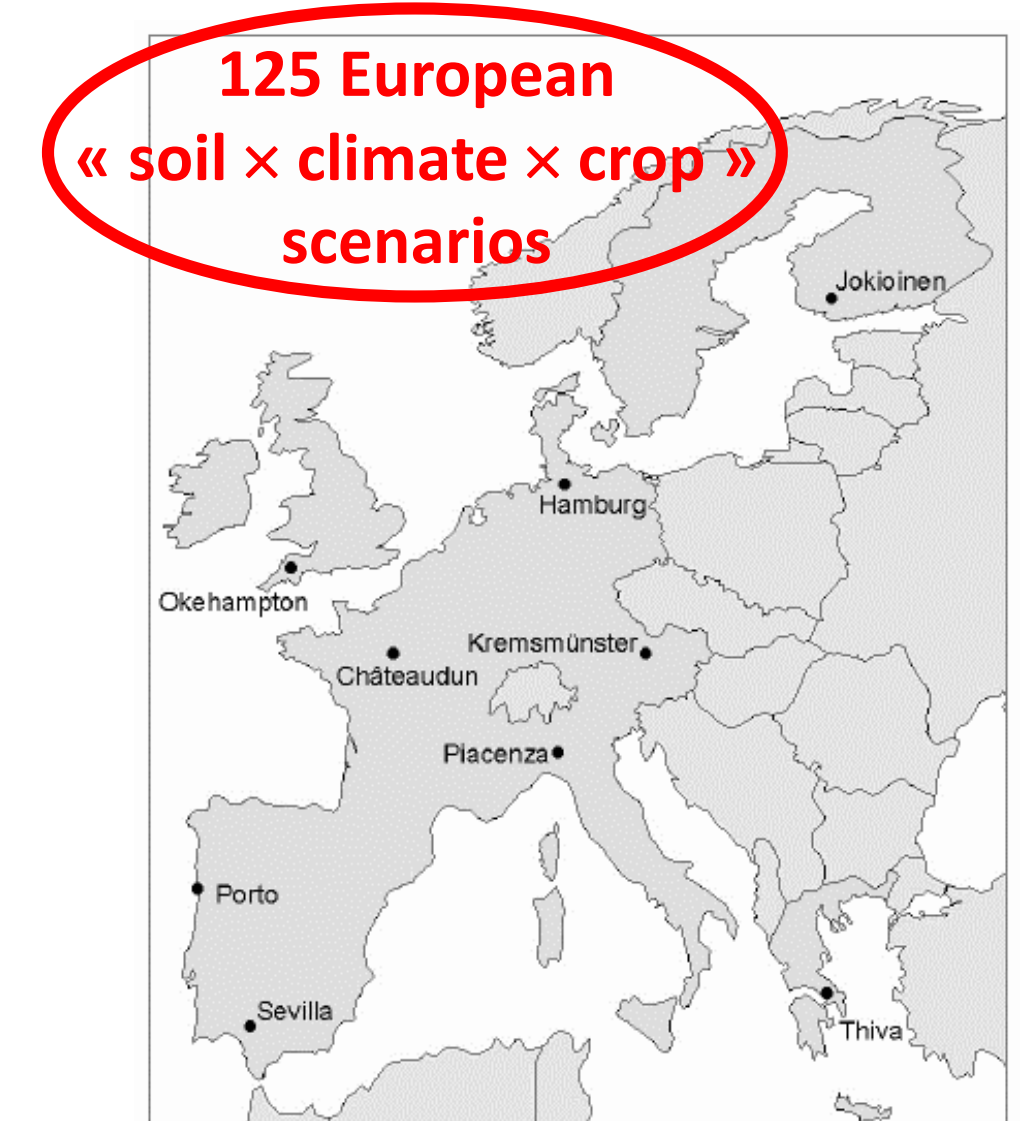 125 European
« soil × climate × crop »
scenarios
Jokioinen
Hamburg
Okehampton
Kremsmünster
Châteaudun
Piacenza
Porto
Sevilla
Thiva